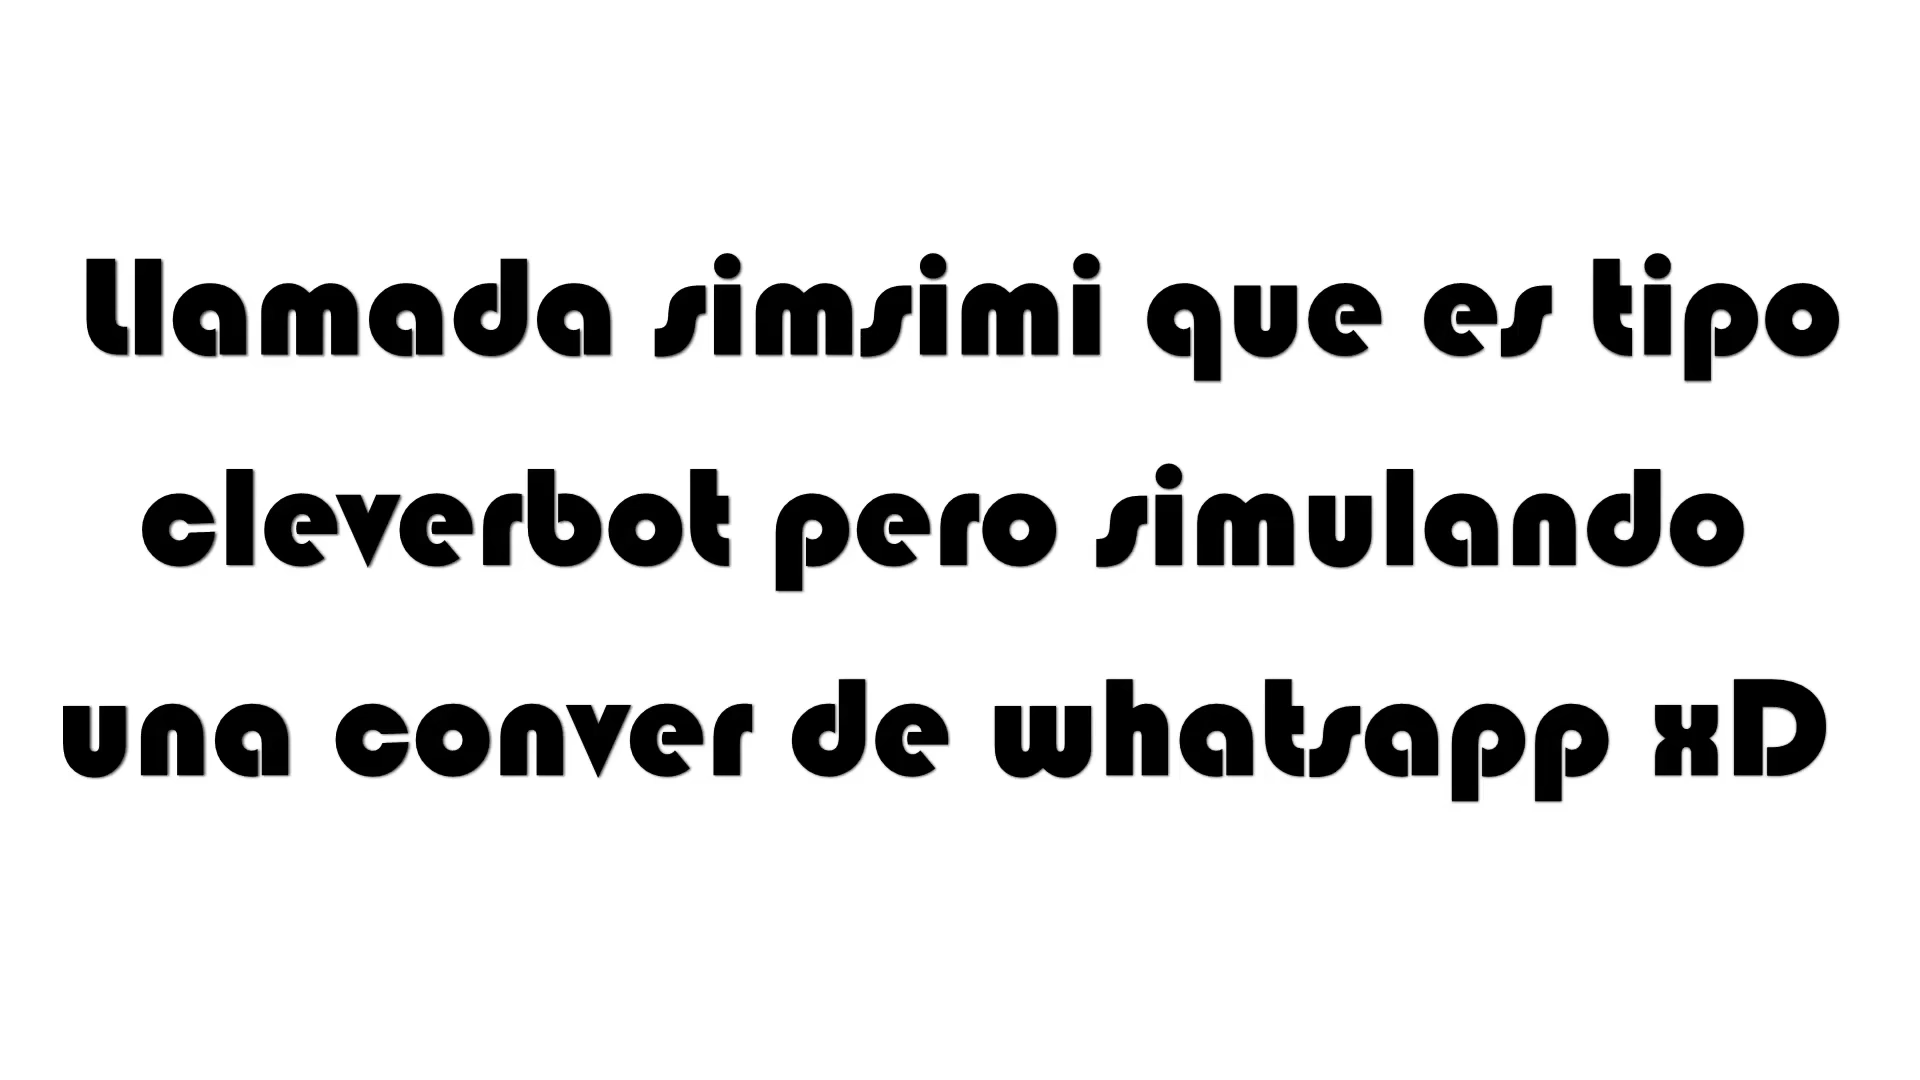 Llamada simsimi que es tipo
cleverbot pero simulando
una conver de whatsapp xD